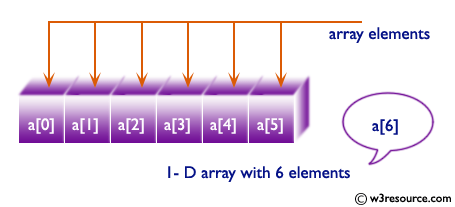 array elements
a[0] a[1] a[2] a[3] a[4] a[5]
a[6]
1- D array with 6 elements
© w3resource.com